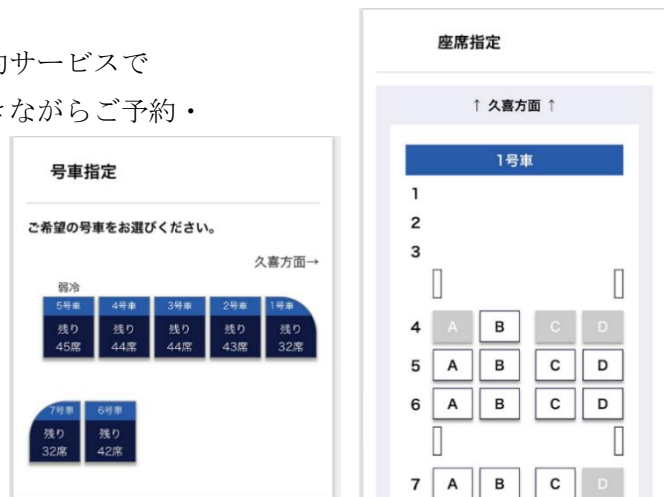 約サービスで
きながらご予約・
号車指定
ご希望の号車をお選びください。
久喜方面→
弱冷
5号車 4号車 3号車 2号車 1号車
残り 残り 残り 残り 残り
45席 44席 44席 43席 32席
7号車 6号車
残り 残り
32席 42席
座席指定
↑ 久喜方面 ↑
1号車
1
2
3
4 A B C D
5 A B C D
6 A B C D
7 A B C D